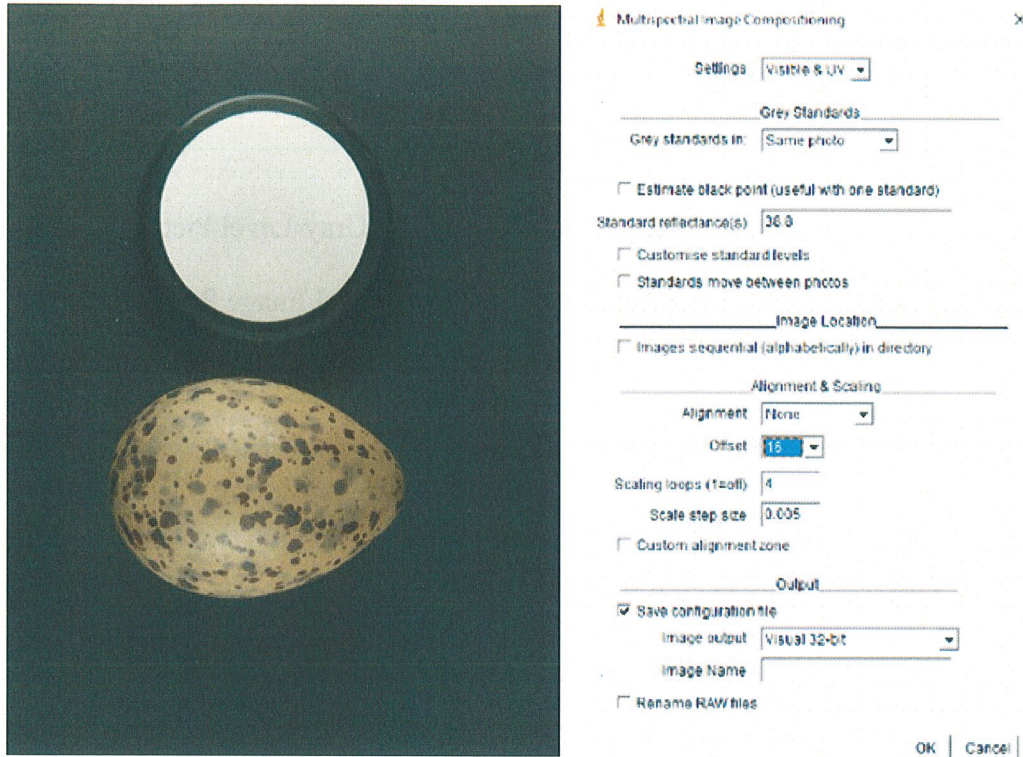 Multispectral Image Compositioning
Settings Visible & UV
Grey Standards
Grey standards in: Same photo
Estimate black point (useful with one standard)
Standard reflectance(s) 38.8
Customise standard levels
Standards move between photos
Image Location
Images sequential (alphabetically) in directory
Alignment & Scaling
Alignment None
Offset 16
Scaling loops (1=off) 4
Scale step size 0.005
Custom alignment zone
Output
Save configuration file
Image output Visual 32-bit
Image Name
Rename RAW files
OK Cancel